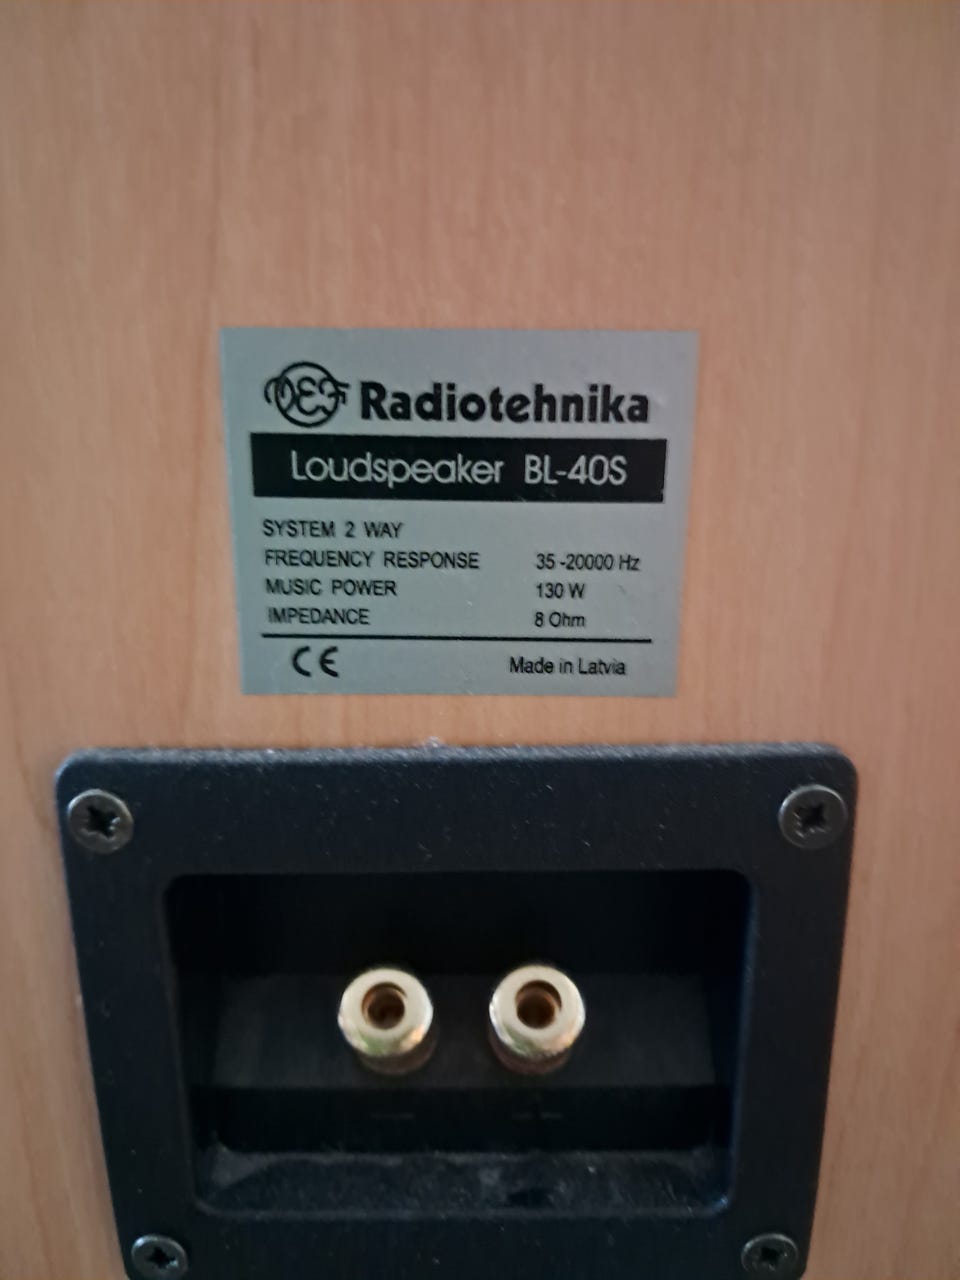 VEF Radiotehnika
Loudspeaker BL-40S
SYSTEM 2 WAY
FREQUENCY RESPONSE 35-20000 Hz
MUSIC POWER 130 W
IMPEDANCE 8 Ohm
CE Made in Latvia